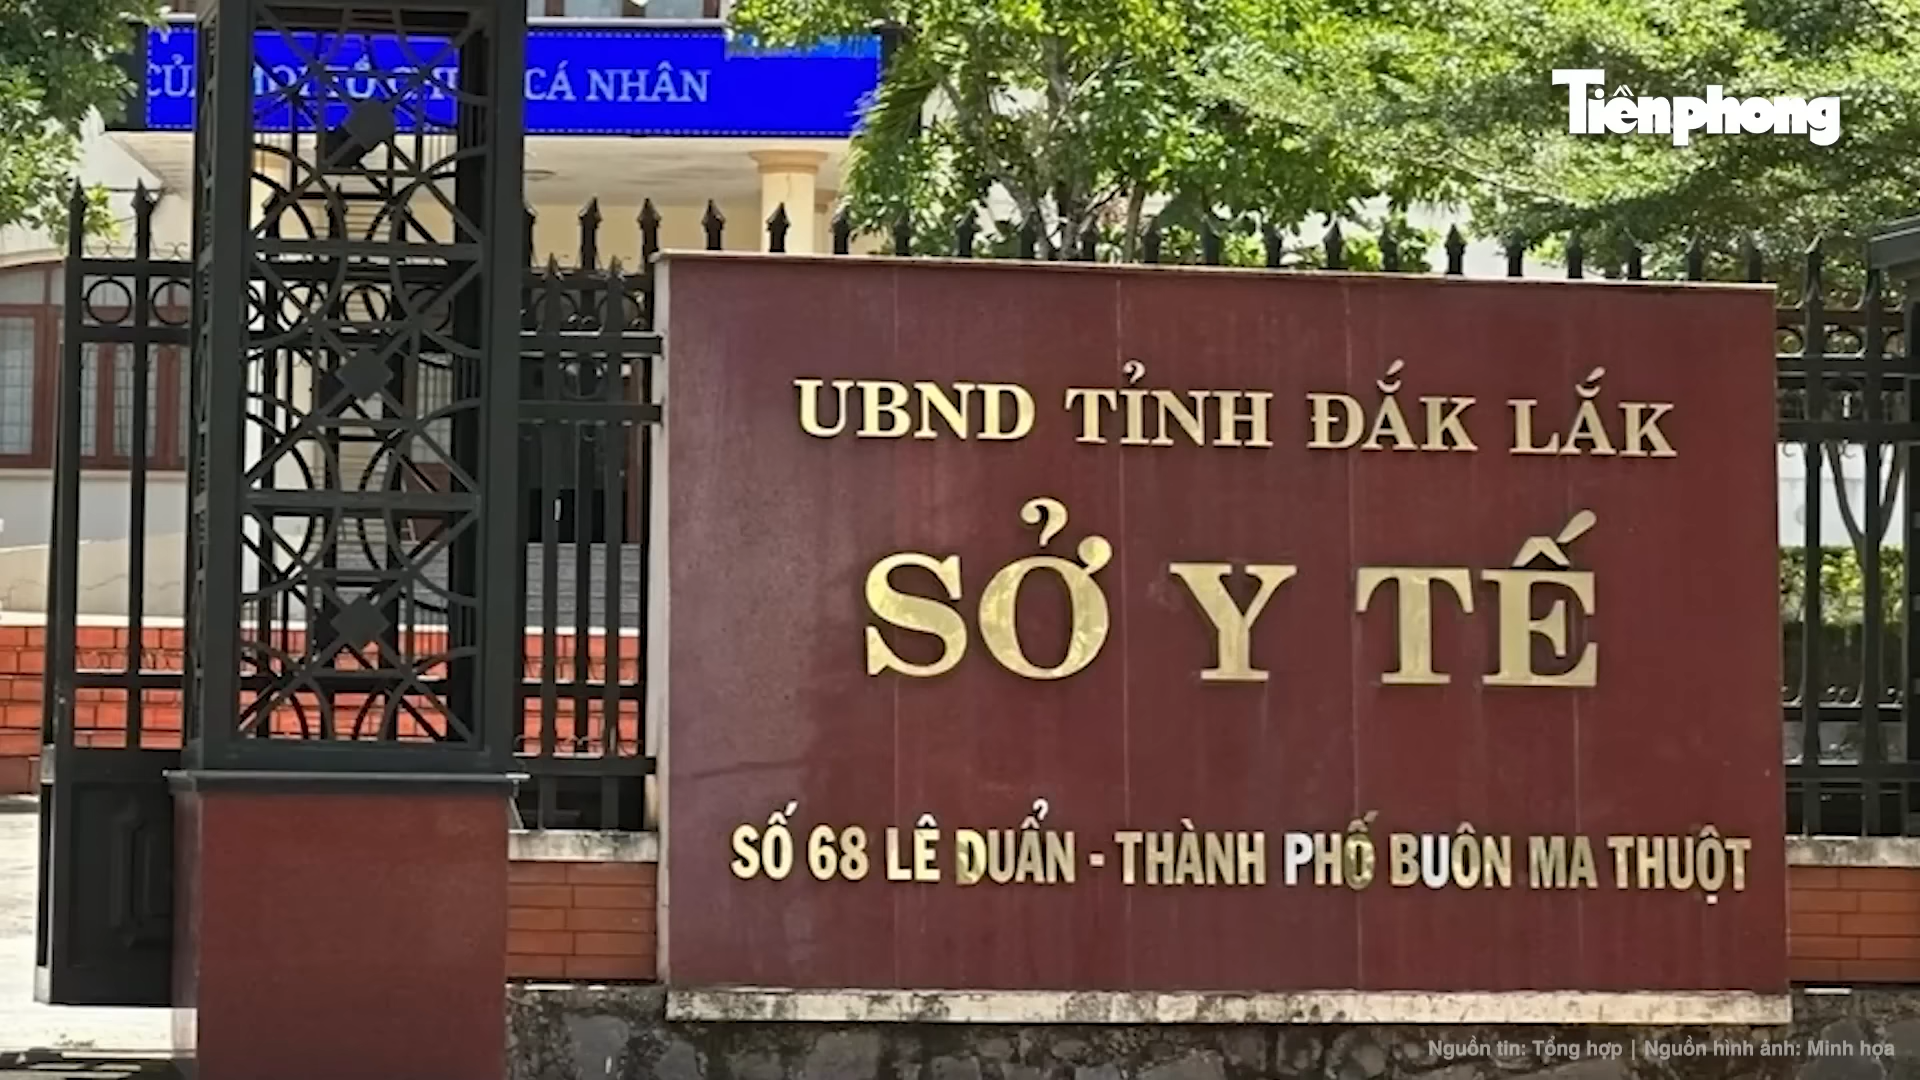 CÁ NHÂN
Tiềnphong
UBND TỈNH ĐẮK LẮK
SỞ Y TẾ
SỐ 68 LÊ DUẨN - THÀNH PHỐ BUÔN MA THUỘT
Nguồn tin: Tổng hợp | Nguồn hình ảnh: Minh họa